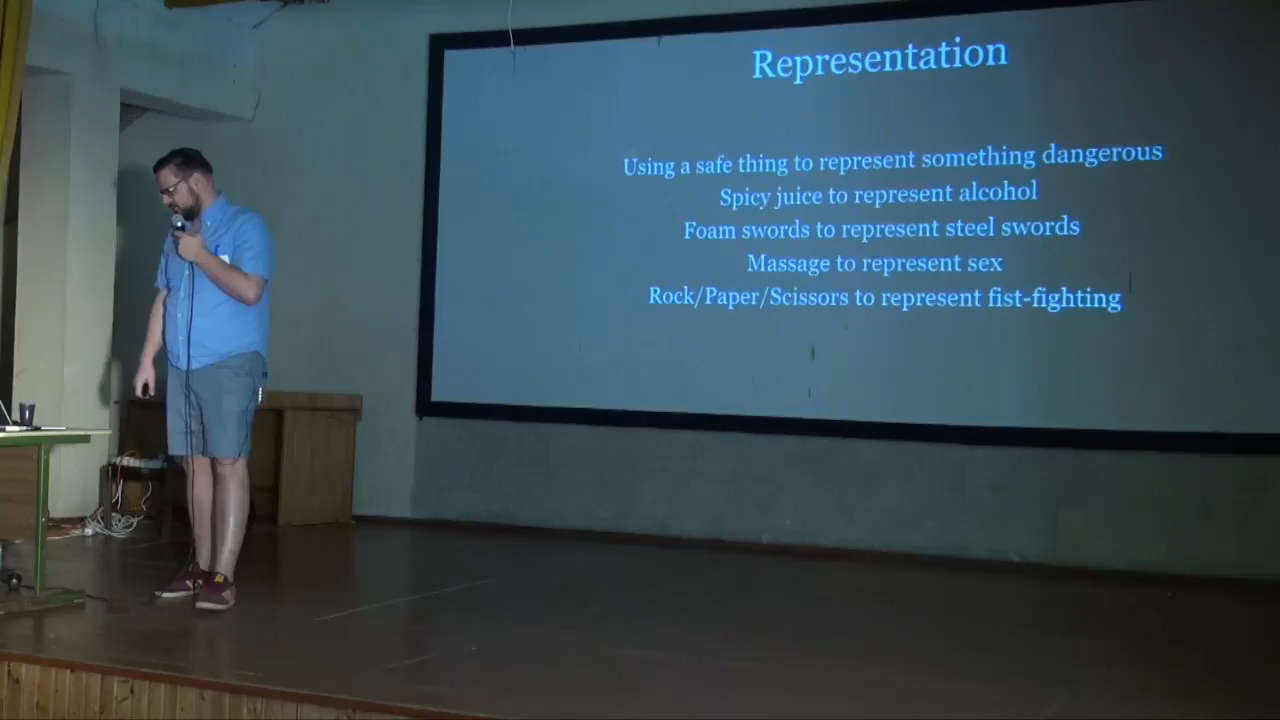 Representation
Using a safe thing to represent something dangerous
Spicy juice to represent alcohol
Foam swords to represent steel swords
Massage to represent sex
Rock/Paper/Scissors to represent fist-fighting